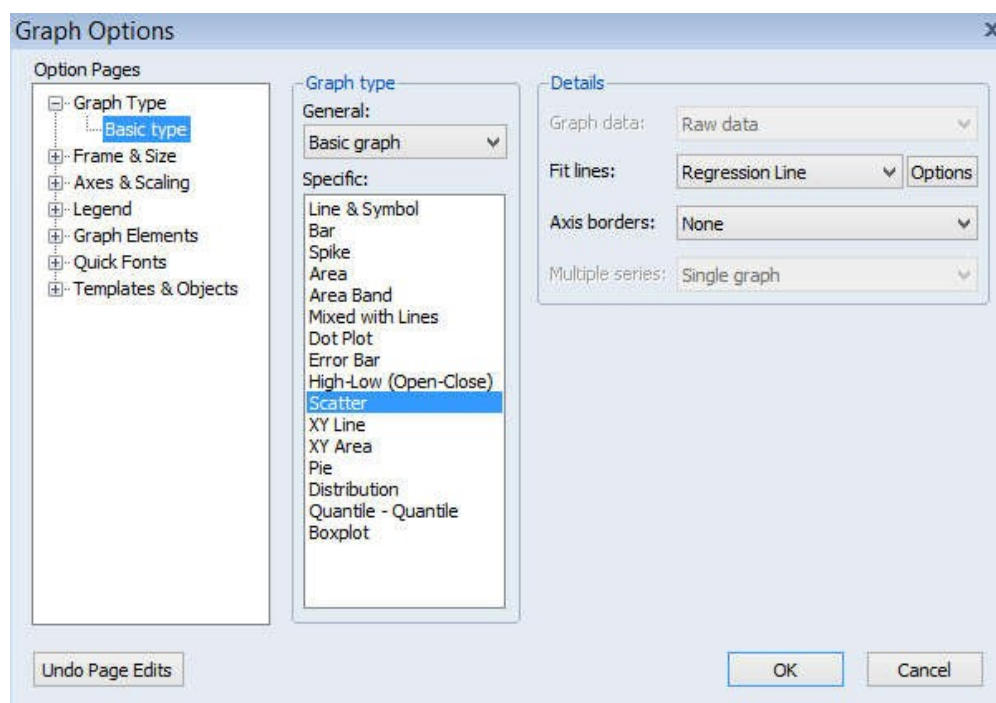 Graph Options
x
Option Pages
Graph Type
Basic type
Frame & Size
Axes & Scaling
Legend
Graph Elements
Quick Fonts
Templates & Objects
Graph type
General:
Basic graph
Specific:
Line & Symbol
Bar
Spike
Area
Area Band
Mixed with Lines
Dot Plot
Error Bar
High-Low (Open-Close)
Scatter
XY Line
XY Area
Pie
Distribution
Quantile - Quantile
Boxplot
Details
Graph data: Raw data
Fit lines: Regression Line Options
Axis borders: None
Multiple series: Single graph
Undo Page Edits
OK
Cancel